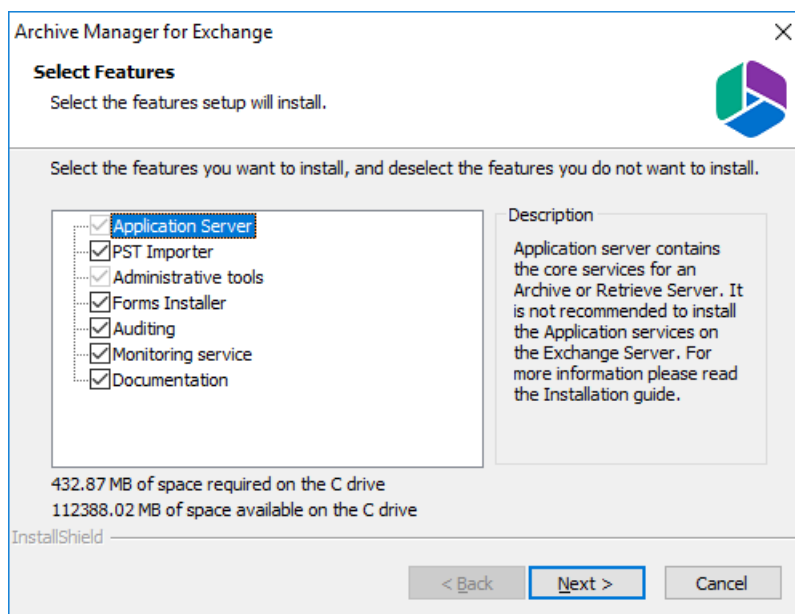 Archive Manager for Exchange
Select Features
Select the features setup will install.
Select the features you want to install, and deselect the features you do not want to install.
Application Server
PST Importer
Administrative tools
Forms Installer
Auditing
Monitoring service
Documentation
Description
Application server contains
the core services for an
Archive or Retrieve Server. It
is not recommended to install
the Application services on
the Exchange Server. For
more information please read
the Installation guide.
432.87 MB of space required on the C drive
112388.02 MB of space available on the C drive
InstallShield
< Back
Next >
Cancel